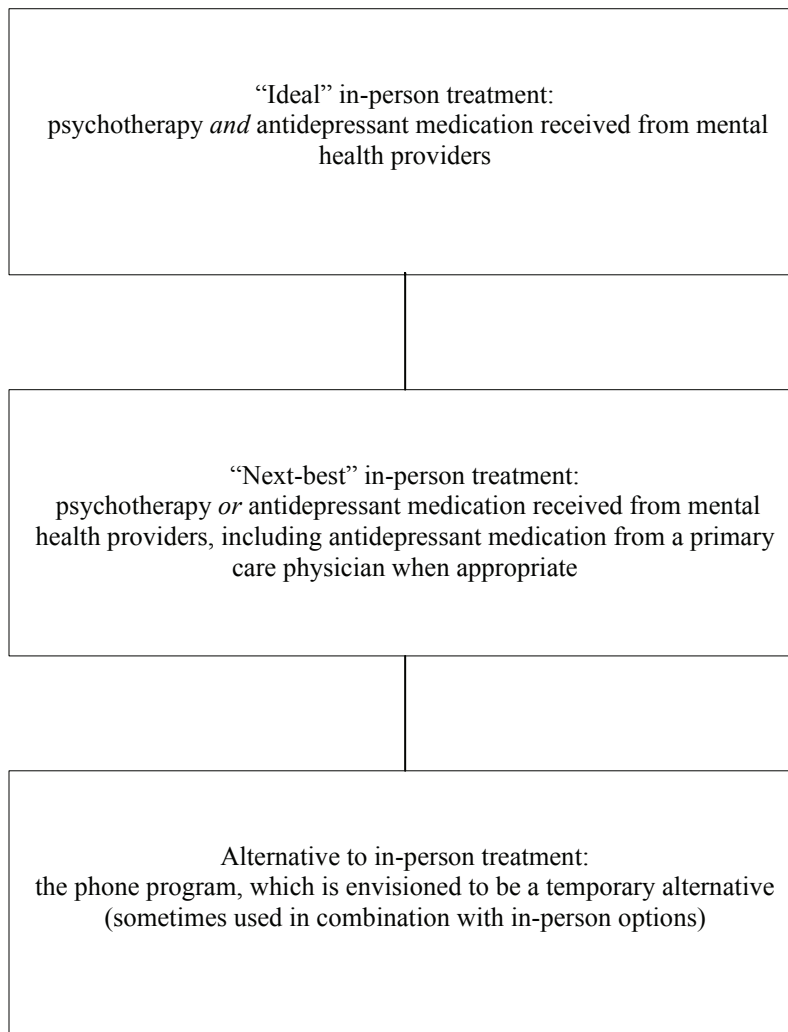 “Ideal” in-person treatment:
psychotherapy and antidepressant medication received from mental
health providers
“Next-best” in-person treatment:
psychotherapy or antidepressant medication received from mental
health providers, including antidepressant medication from a primary
care physician when appropriate
Alternative to in-person treatment:
the phone program, which is envisioned to be a temporary alternative
(sometimes used in combination with in-person options)